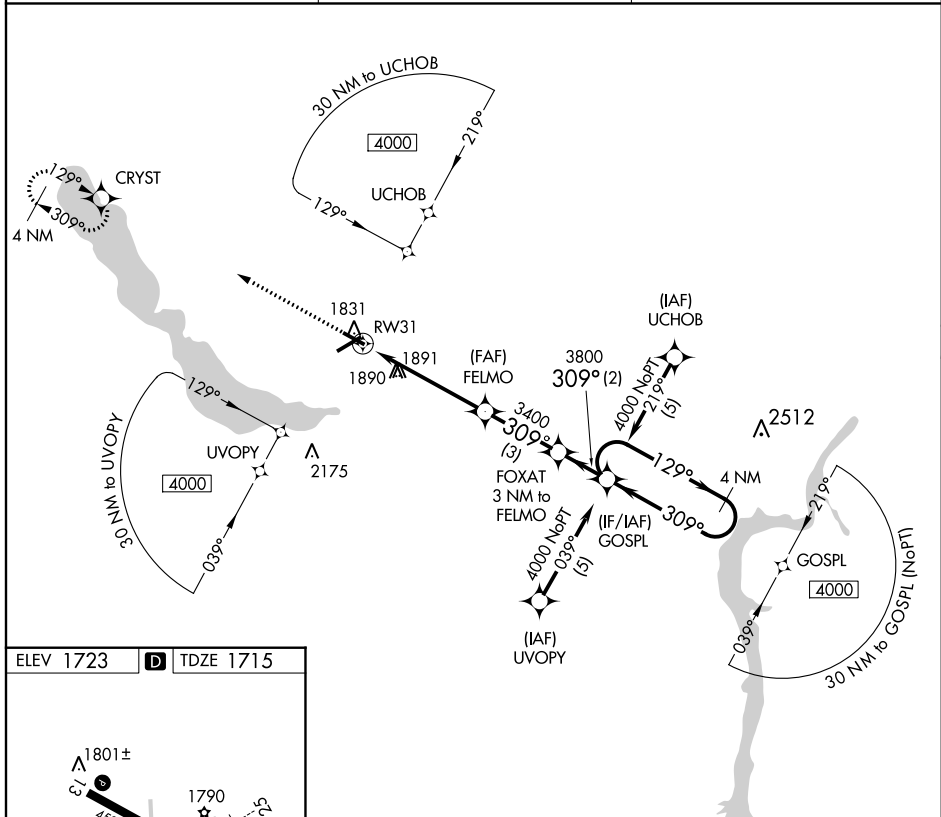 30 NM to UCHOB
4000
219°
UCHOB
129°
129°
CRYST
309°
4 NM
1831
RW31
1891
1890
(FAF)
FELMO
3800
309° (2)
(IAF)
UCHOB
4000 NoPT
219°
(5)
2512
3400
309°
(3)
FOXAT
3 NM to
FELMO
129°
4 NM
309°
(IF/IAF)
GOSPL
4000 NoPT
039°
(5)
(IAF)
UVOPY
30 NM to UVOPY
129°
UVOPY
4000
039°
2175
219°
GOSPL
4000
039°
30 NM to GOSPL (NoPT)
ELEV 1723
D
TDZE 1715
1801±
P
13
1790
25